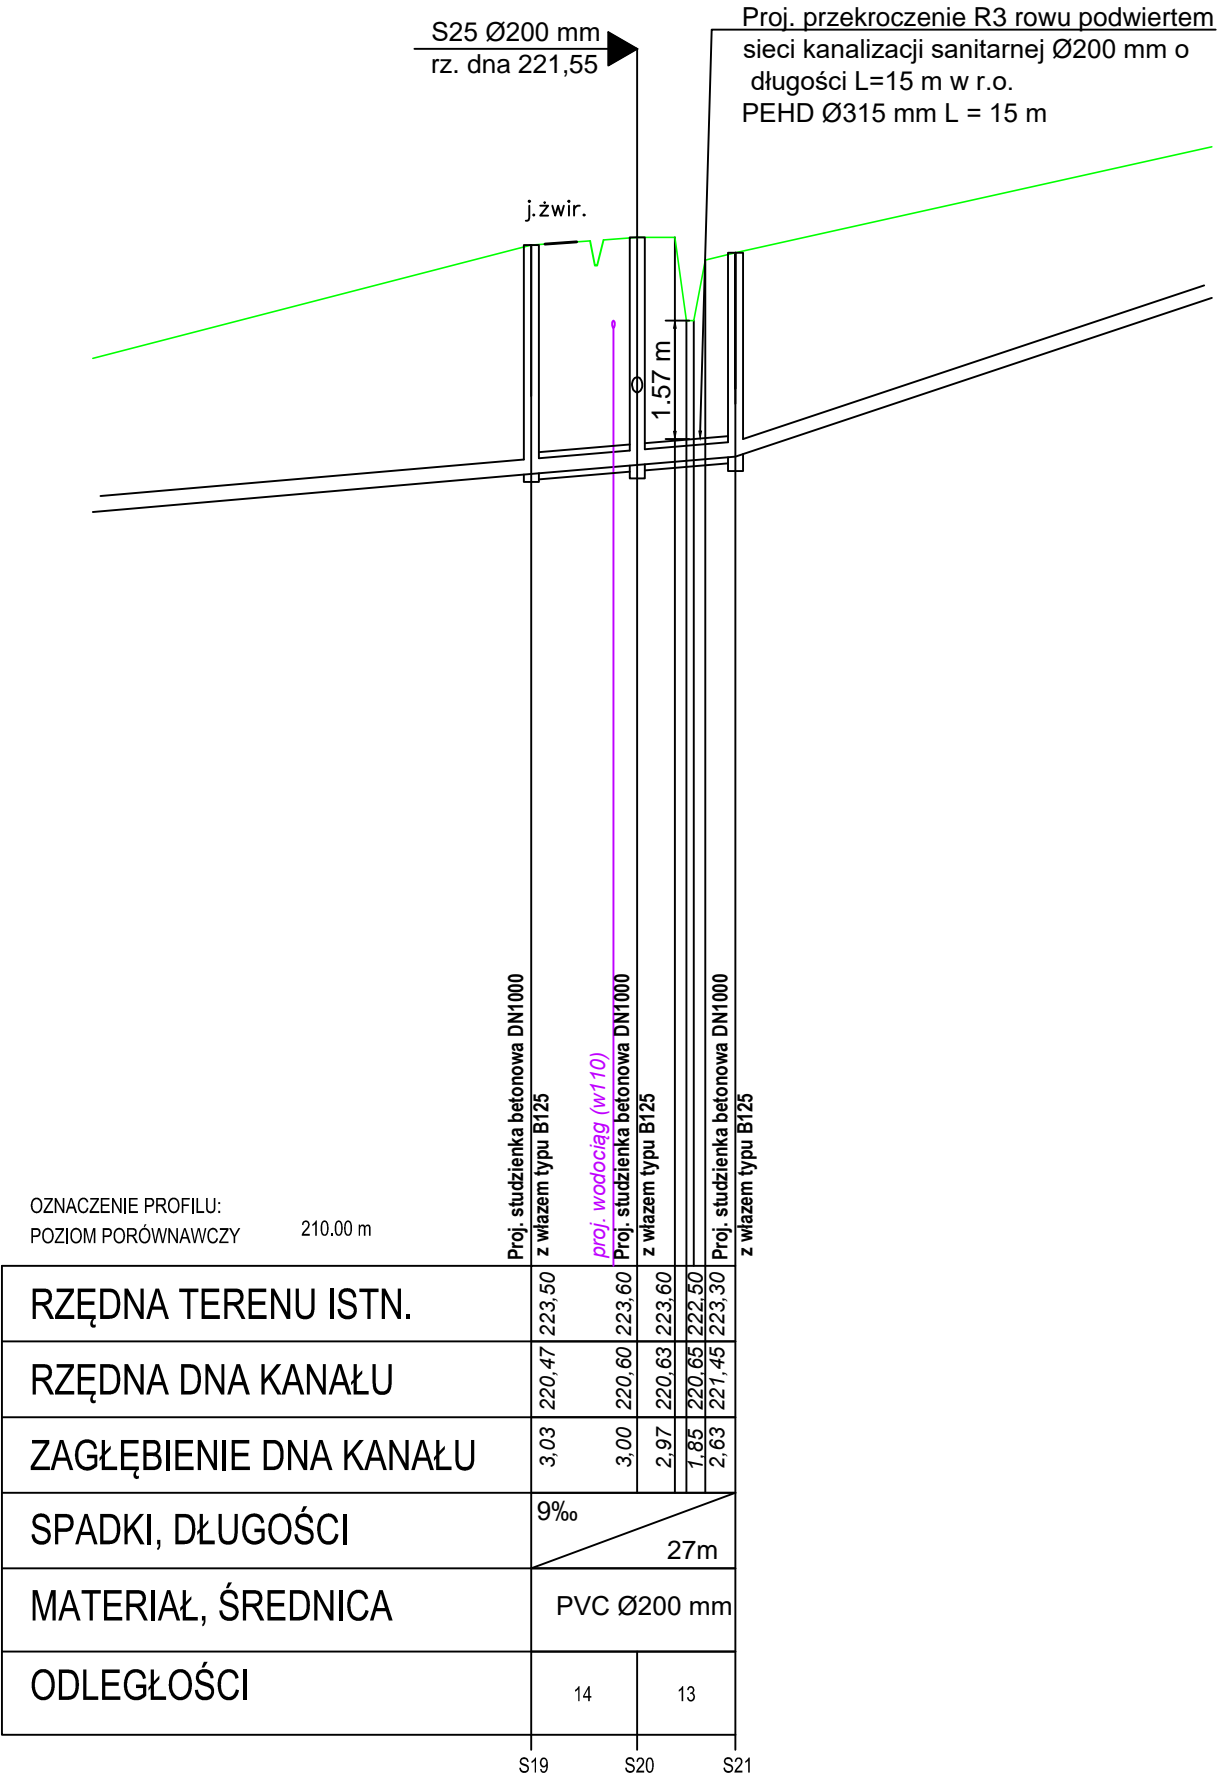 S25 Ø200 mm
rz. dna 221,55
Proj. przekroczenie R3 rowu podwiertem
sieci kanalizacji sanitarnej Ø200 mm o
długości L=15 m w r.o.
PEHD Ø315 mm L = 15 m
j.żwir.
1.57 m
Proj. studzienka betonowa DN1000
z włazem typu B125
proj. wodociąg (w110)
Proj. studzienka betonowa DN1000
z włazem typu B125
Proj. studzienka betonowa DN1000
z włazem typu B125
OZNACZENIE PROFILU:
POZIOM PORÓWNAWCZY 210.00 m
RZĘDNA TERENU ISTN. 223,50 223,60 223,60 222,50 223,30
RZĘDNA DNA KANAŁU 220,47 220,60 220,63 220,65 221,45
ZAGŁĘBIENIE DNA KANAŁU 3,03 3,00 2,97 1,85 2,63
SPADKI, DŁUGOŚCI 9‰ 27m
MATERIAŁ, ŚREDNICA PVC Ø200 mm
ODLEGŁOŚCI 14 13
S19 S20 S21